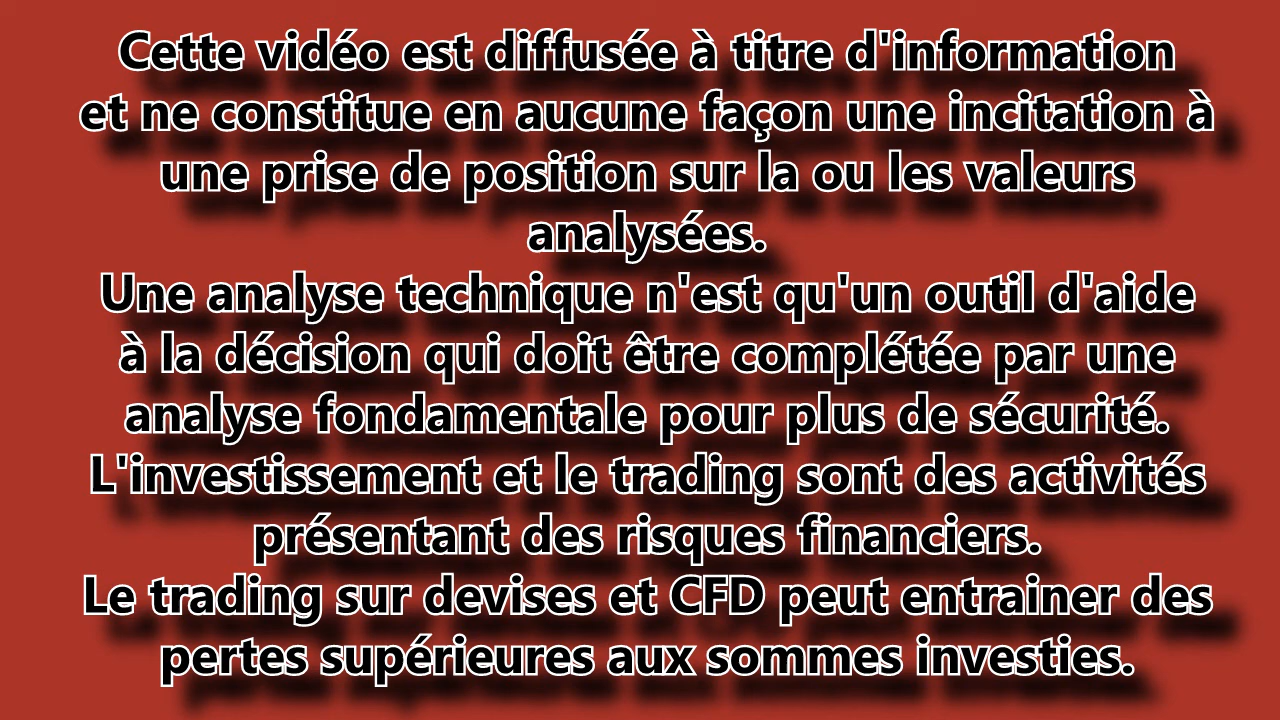 Cette vidéo est diffusée à titre d'information
et ne constitue en aucune façon une incitation à
une prise de position sur la ou les valeurs
analysées.
Une analyse technique n'est qu'un outil d'aide
à la décision qui doit être complétée par une
analyse fondamentale pour plus de sécurité.
L'investissement et le trading sont des activités
présentant des risques financiers.
Le trading sur devises et CFD peut entrainer des
pertes supérieures aux sommes investies.